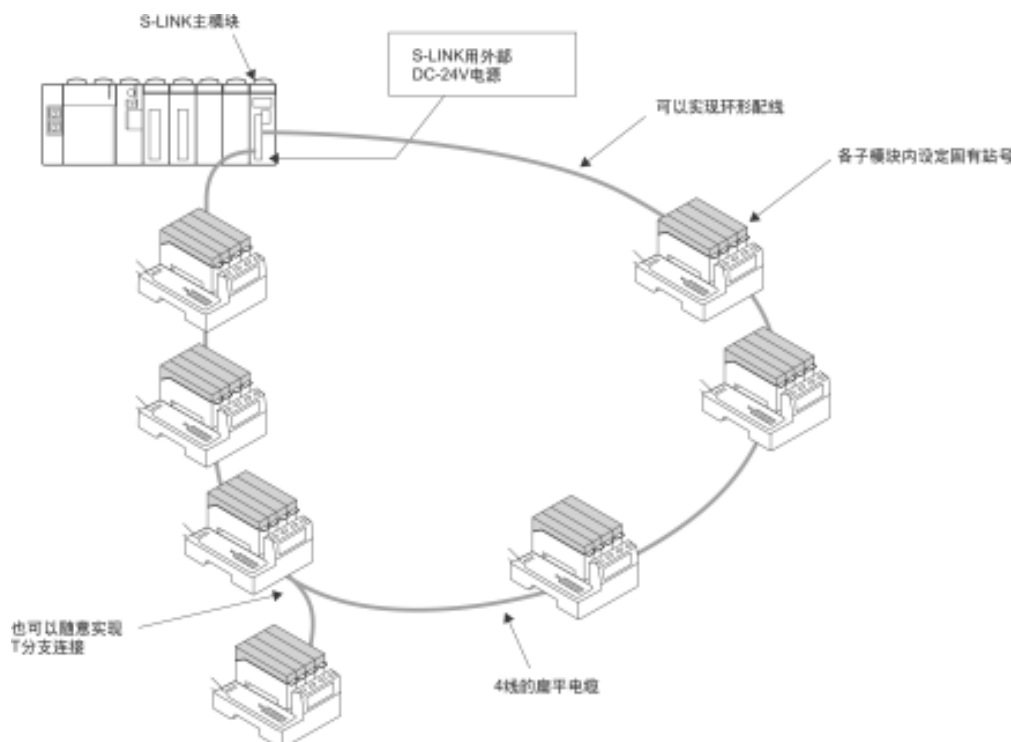 S-LINK主模块
S-LINK用外部
DC-24V电源
可以实现环形配线
各子模块内设定固有站号
也可以随意实现
T分支连接
4线的扁平电缆